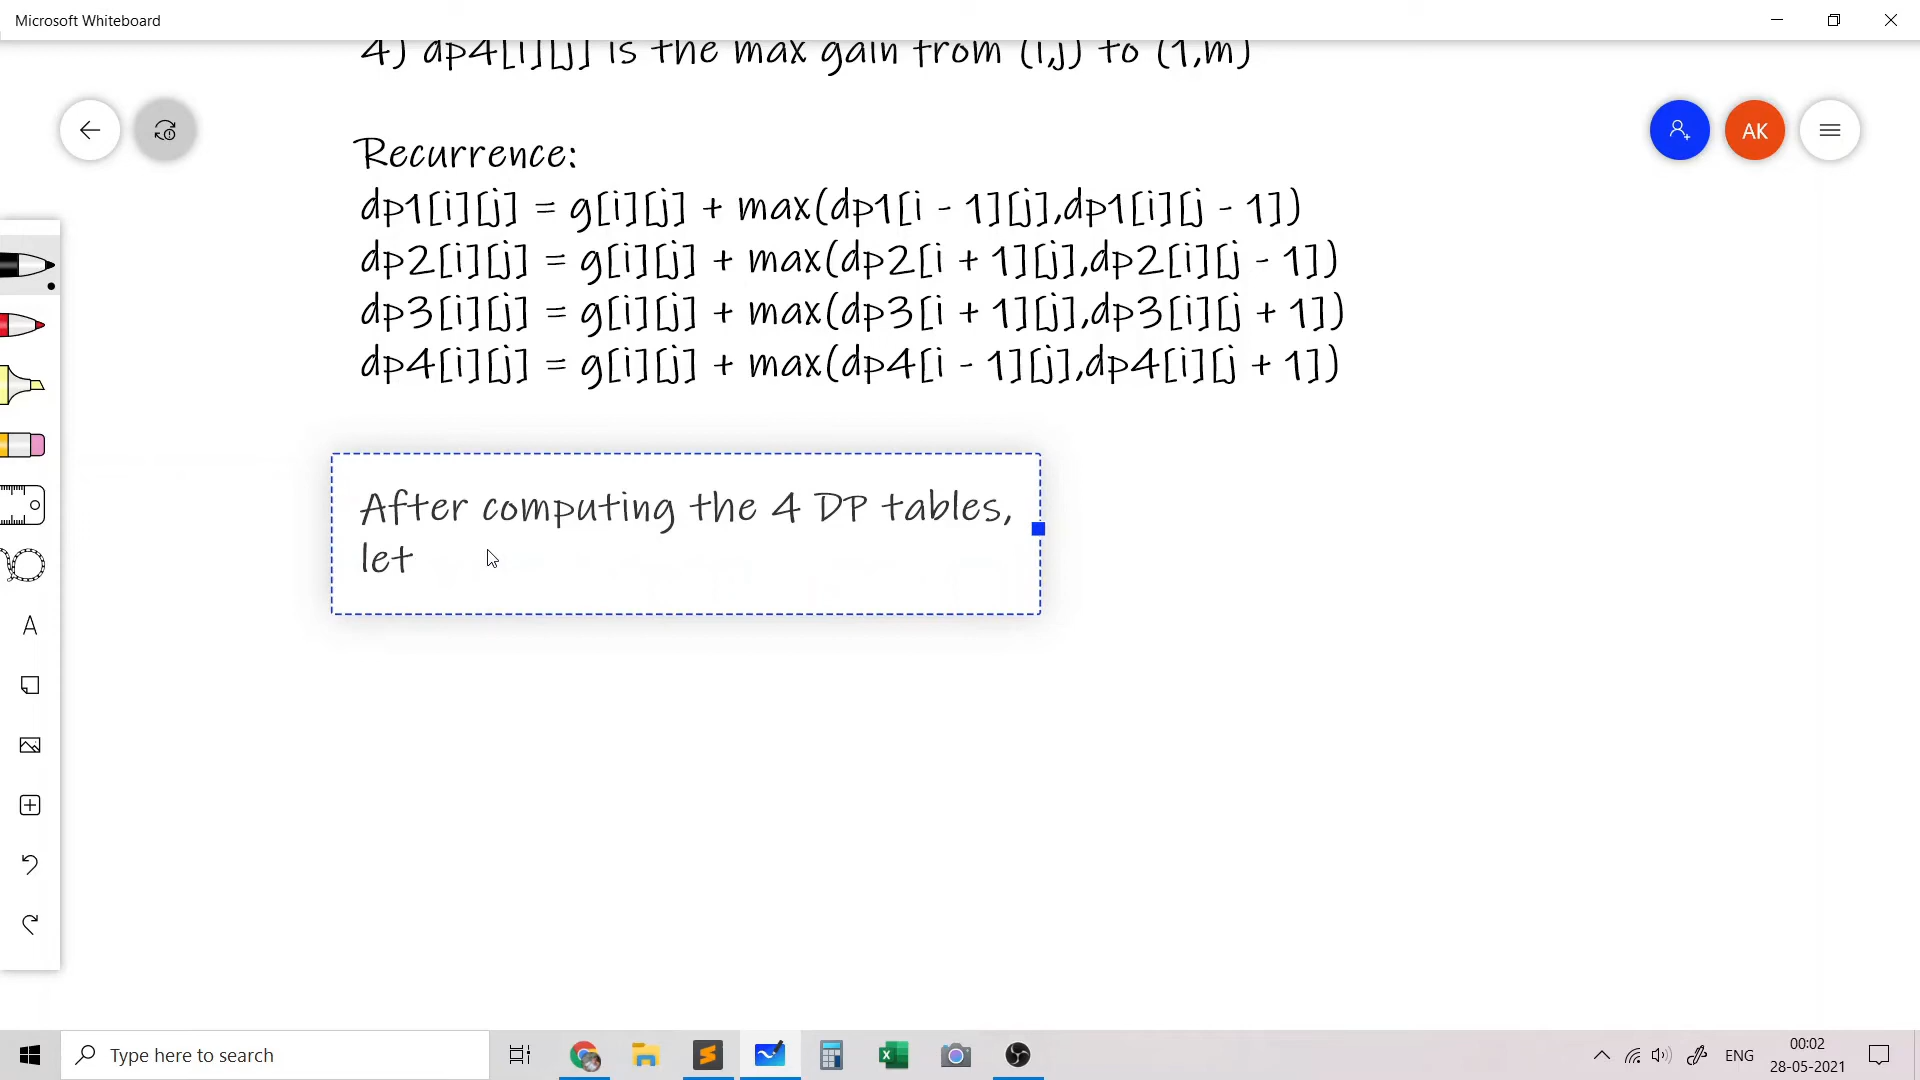 Microsoft Whiteboard
4) dp4[i][j] is the max gain from (i,j) to (1,m)
AK
Recurrence:
dp1[i][j] = g[i][j] + max(dp1[i - 1][j],dp1[i][j - 1])
dp2[i][j] = g[i][j] + max(dp2[i + 1][j],dp2[i][j - 1])
dp3[i][j] = g[i][j] + max(dp3[i + 1][j],dp3[i][j + 1])
dp4[i][j] = g[i][j] + max(dp4[i - 1][j],dp4[i][j + 1])
After computing the 4 DP tables,
let
Type here to search
ENG
00:02
28-05-2021